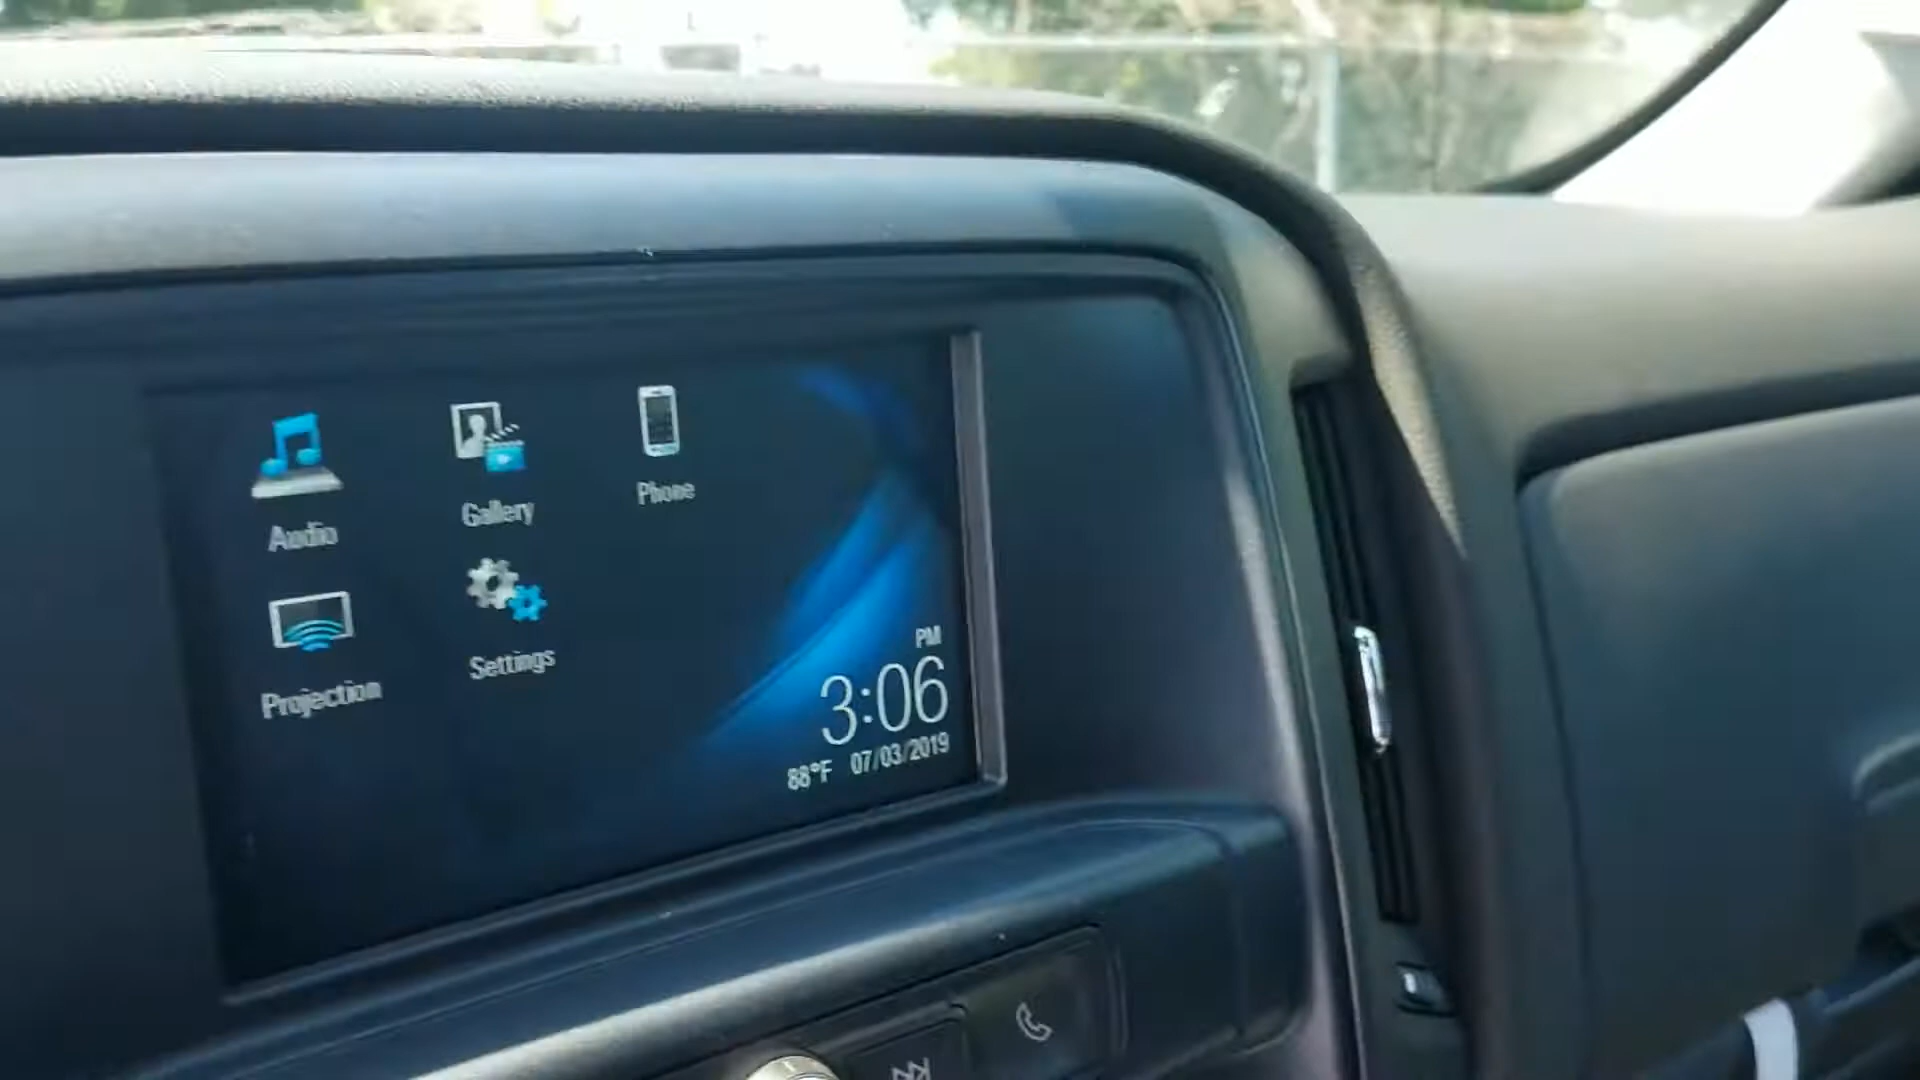 Audio
Gallery
Phone
Projection
Settings
PM
3:06
88°F 07/03/2019